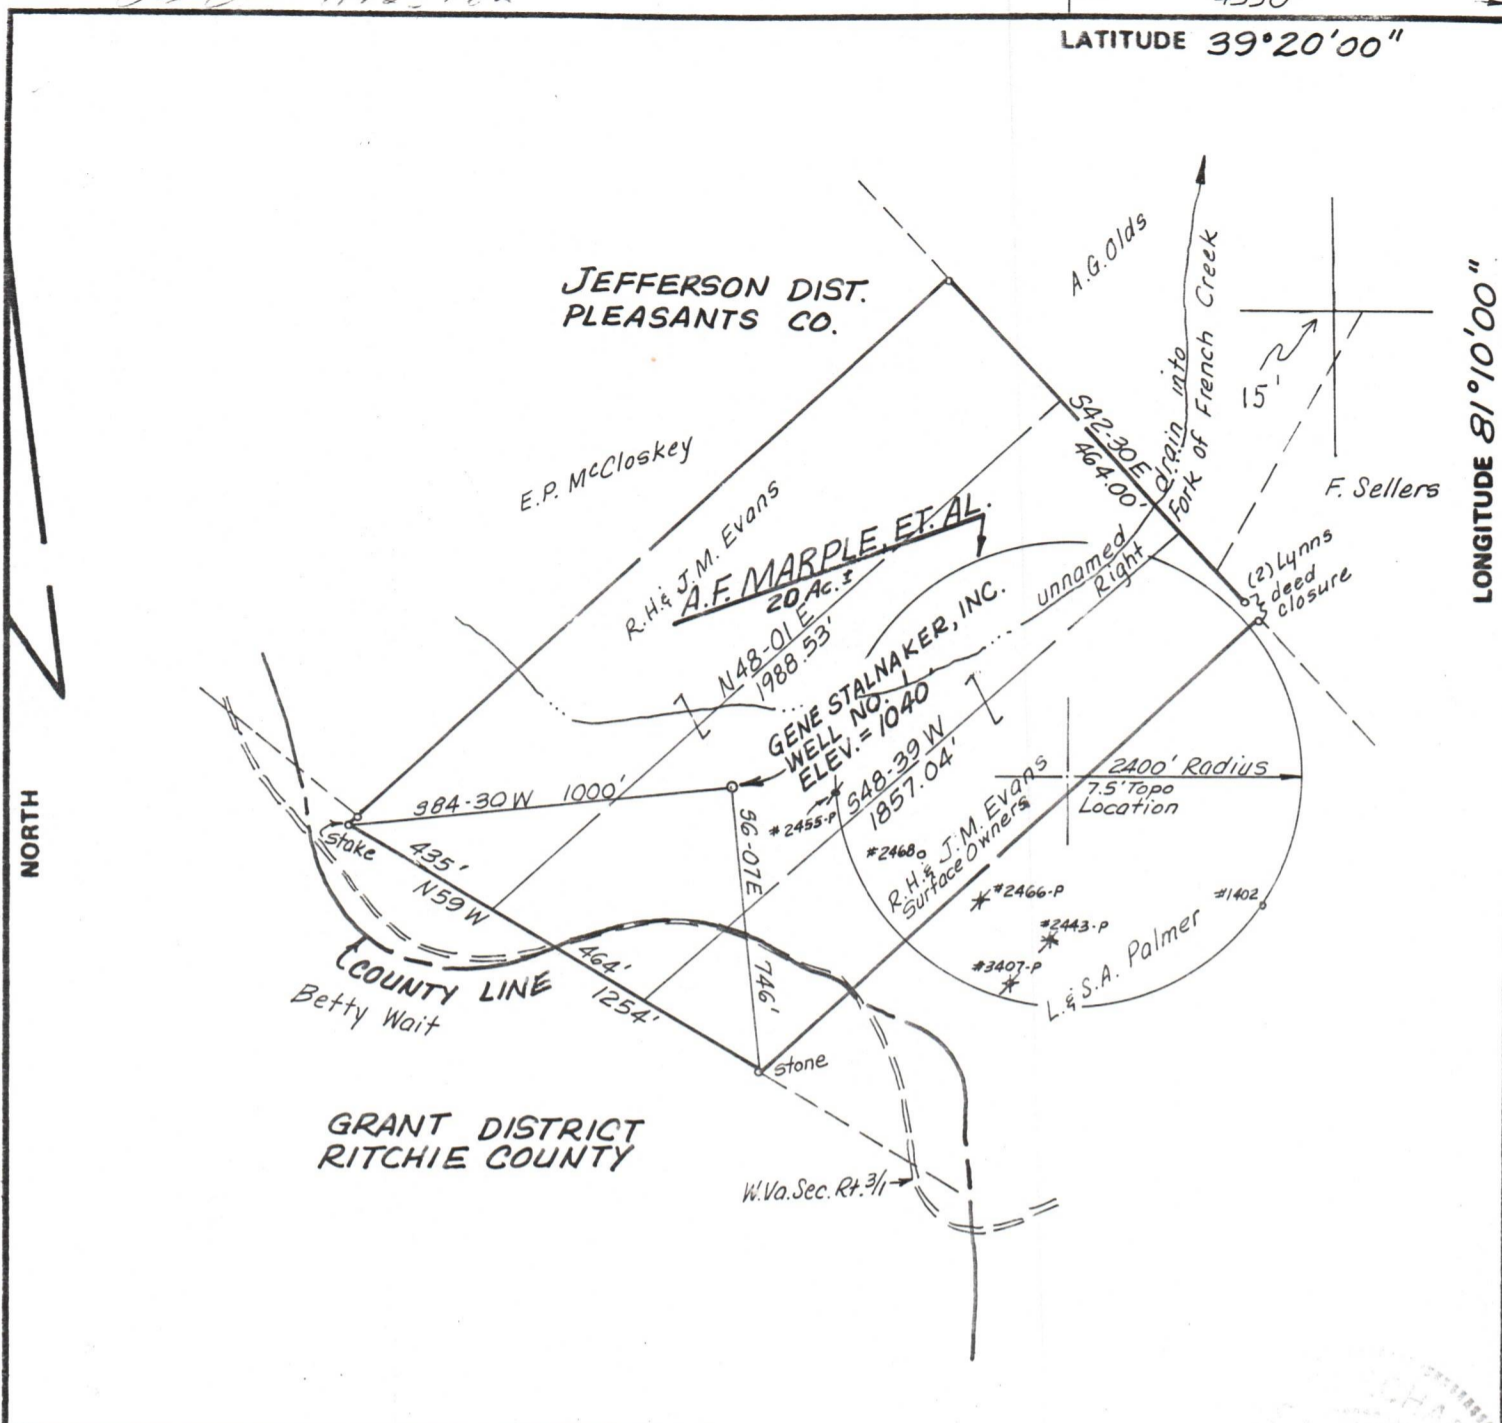 4550
LATITUDE 39°20'00"
LONGITUDE 81°10'00"
NORTH
JEFFERSON DIST.
PLEASANTS CO.
A.G. Olds
drain into
Fork of French Creek
15'
F. Sellers
S42-30E
464.00'
E.P. McCloskey
R.H.& J.M. Evans
A.F. MARPLE, ET. AL.
20 Ac.±
N48-01 E
1988.53'
unnamed
Right
(2) Lynns
deed
closure
GENE STALNAKER, INC.
WELL NO. 1
ELEV.= 1040'
S48-39 W
1857.04'
2400' Radius
7.5' Topo
Location
S84-30W 1000'
Stake
435'
N59W
464'
1254'
S6-07E
746'
#2455-P
#2468
R.H.& J.M. Evans
Surface Owners
#2466-P
#1402
#2443-P
#3407-P
L.& S.A. Palmer
COUNTY LINE
Betty Wait
Stone
GRANT DISTRICT
RITCHIE COUNTY
W.Va.Sec.Rt.3/1